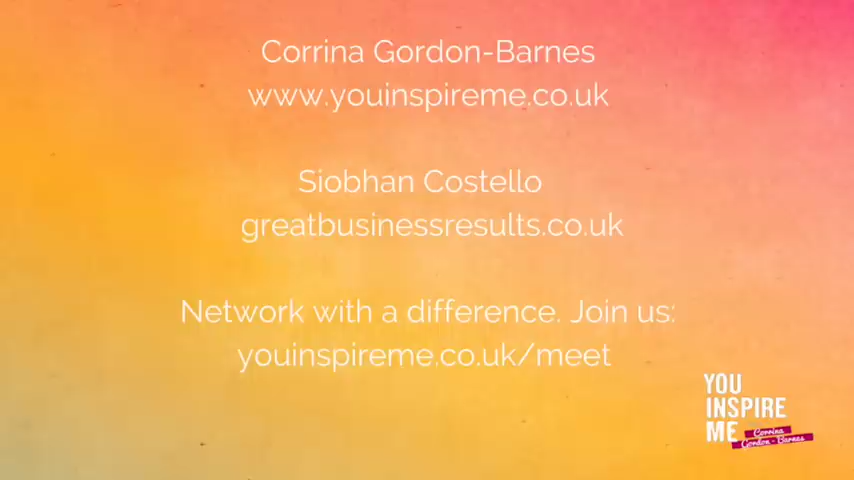 Corrina Gordon-Barnes
www.youinspireme.co.uk
Siobhan Costello
greatbusinessresults.co.uk
Network with a difference. Join us:
youinspireme.co.uk/meet
YOU
INSPIRE
ME
Corrina
Gordon-Barnes